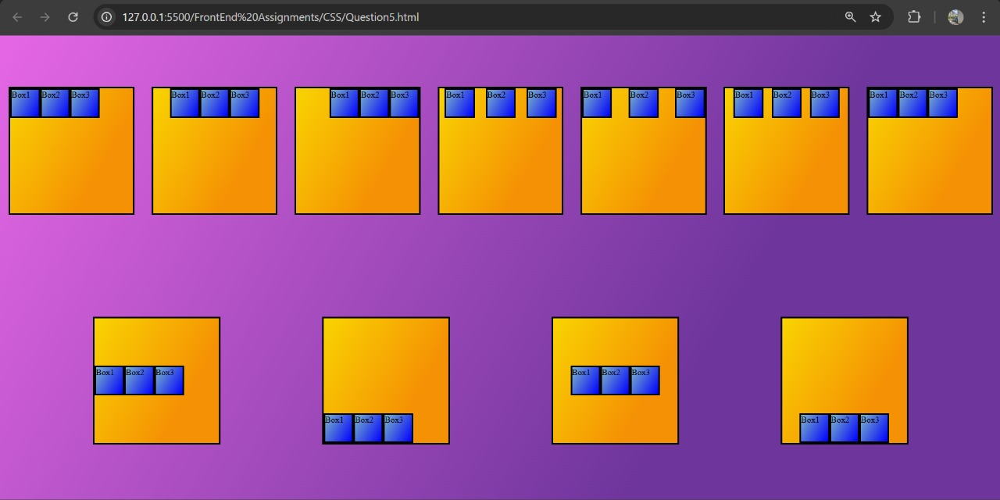 127.0.0.1:5500/FrontEnd%20Assignments/CSS/Question5.html
Box1 Box2 Box3 Box1 Box2 Box3 Box1 Box2 Box3 Box1 Box2 Box3 Box1 Box2 Box3 Box1 Box2 Box3 Box1 Box2 Box3
Box1 Box2 Box3 Box1 Box2 Box3
Box1 Box2 Box3 Box1 Box2 Box3